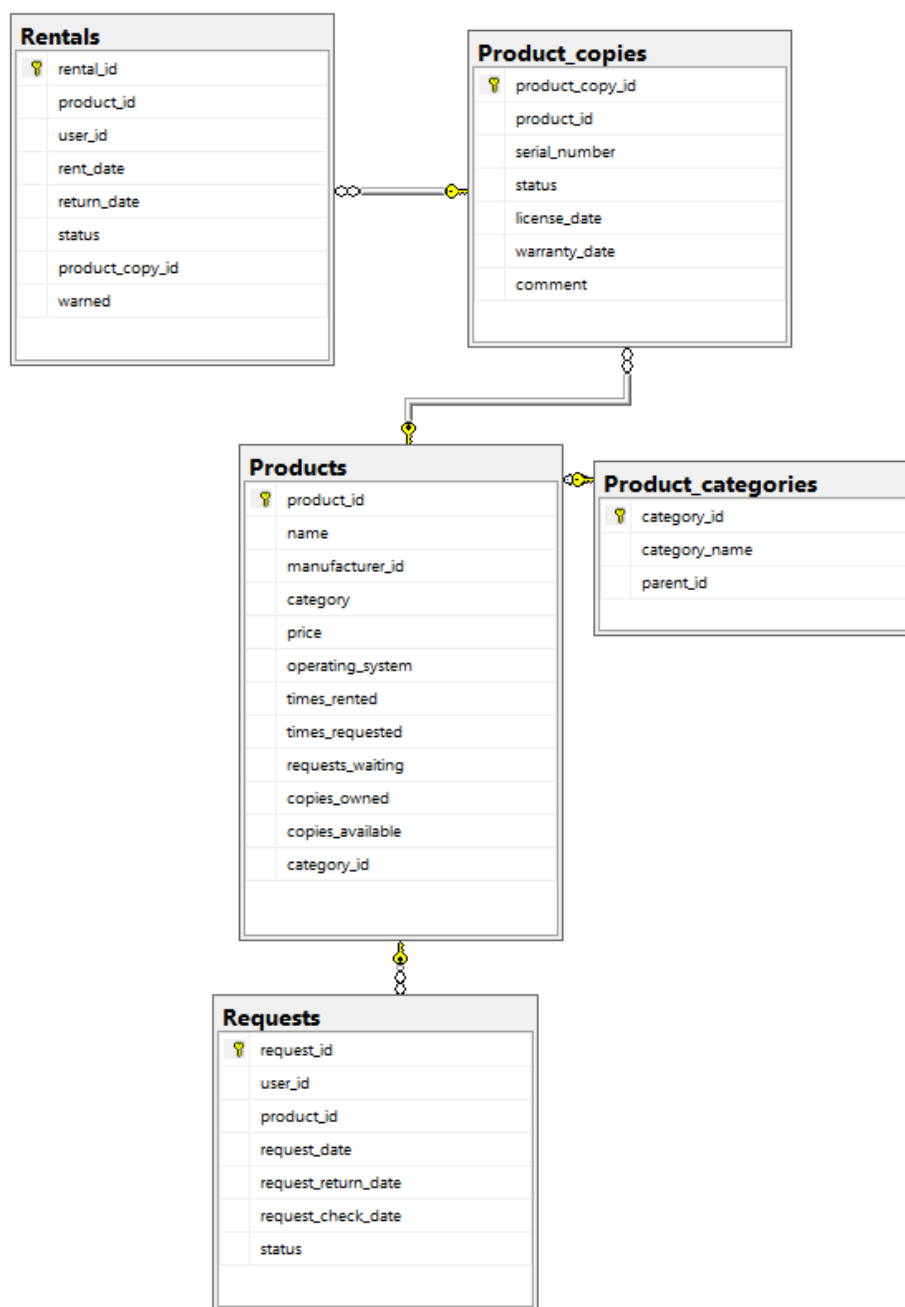 Rentals
rental_id
product_id
user_id
rent_date
return_date
status
product_copy_id
warned
Product_copies
product_copy_id
product_id
serial_number
status
license_date
warranty_date
comment
Products
product_id
name
manufacturer_id
category
price
operating_system
times_rented
times_requested
requests_waiting
copies_owned
copies_available
category_id
Product_categories
category_id
category_name
parent_id
Requests
request_id
user_id
product_id
request_date
request_return_date
request_check_date
status